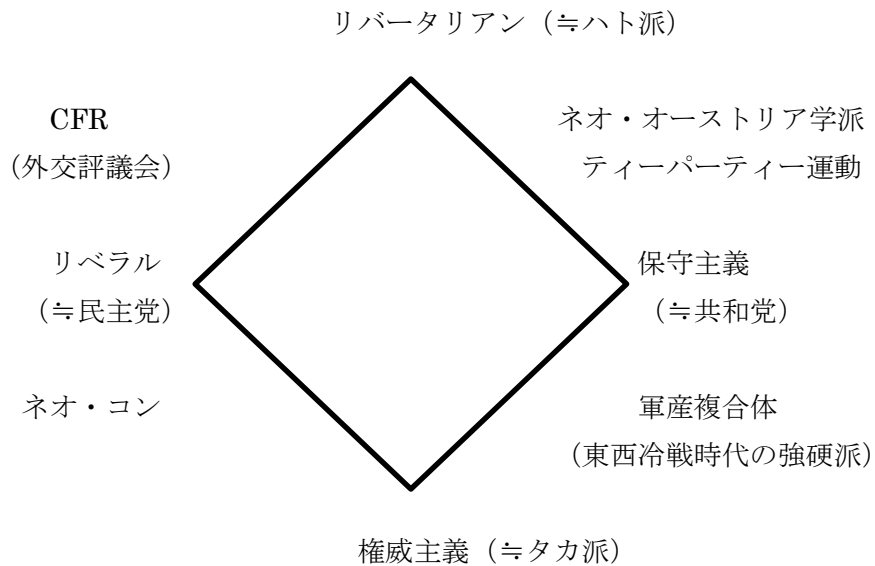 リバータリアン（≒ハト派）
CFR
（外交評議会）
ネオ・オーストリア学派
ティーパーティー運動
リベラル
（≒民主党）
保守主義
（≒共和党）
ネオ・コン
軍産複合体
（東西冷戦時代の強硬派）
権威主義（≒タカ派）